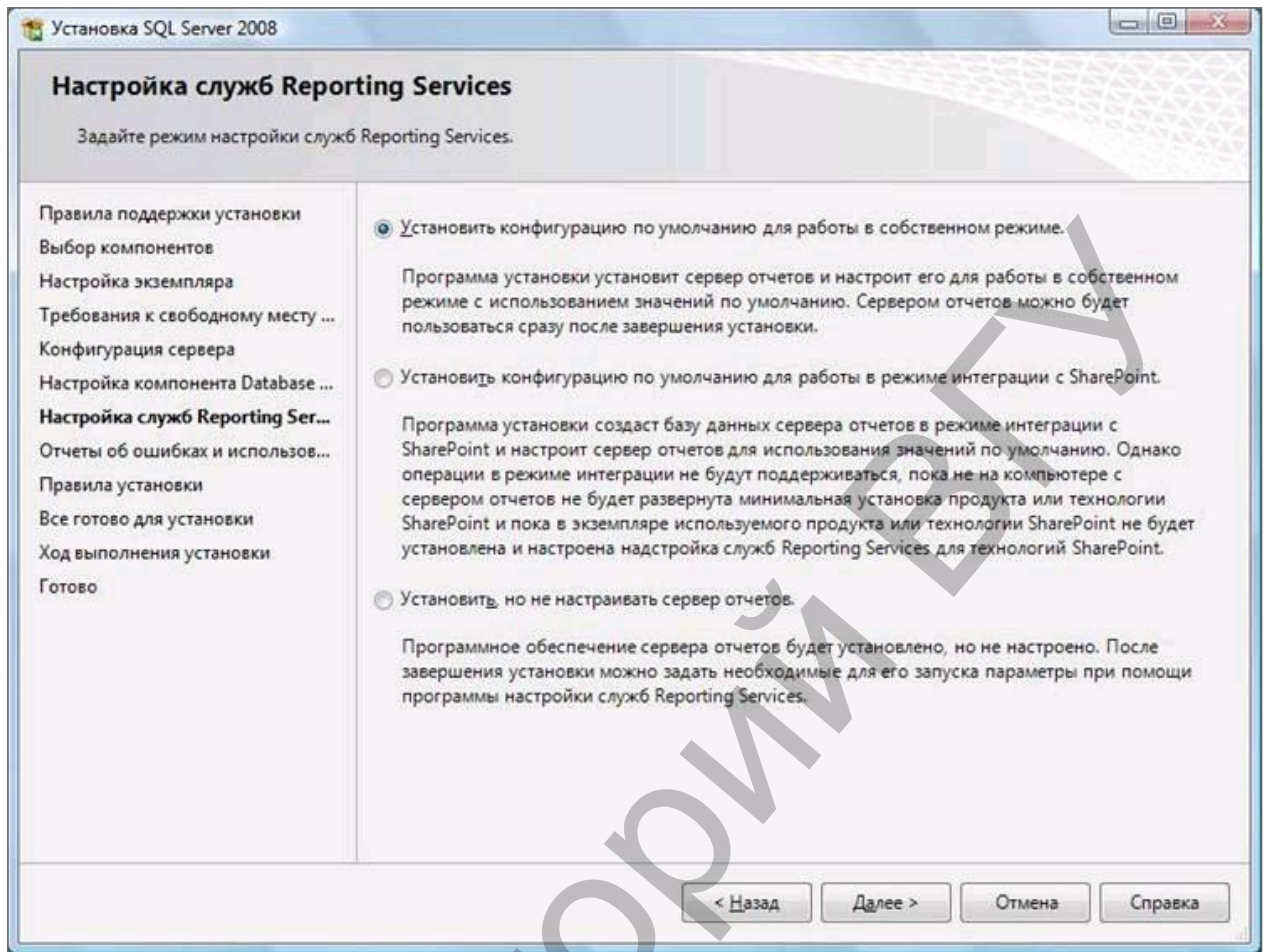 Установка SQL Server 2008
Настройка служб Reporting Services
Задайте режим настройки служб Reporting Services.
Правила поддержки установки
Выбор компонентов
Настройка экземпляра
Требования к свободному месту ...
Конфигурация сервера
Настройка компонента Database ...
Настройка служб Reporting Ser...
Отчеты об ошибках и использов...
Правила установки
Все готово для установки
Ход выполнения установки
Готово
Установить конфигурацию по умолчанию для работы в собственном режиме.
Программа установки установит сервер отчетов и настроит его для работы в собственном
режиме с использованием значений по умолчанию. Сервером отчетов можно будет
пользоваться сразу после завершения установки.
Установить конфигурацию по умолчанию для работы в режиме интеграции с SharePoint.
Программа установки создаст базу данных сервера отчетов в режиме интеграции с
SharePoint и настроит сервер отчетов для использования значений по умолчанию. Однако
операции в режиме интеграции не будут поддерживаться, пока не на компьютере с
сервером отчетов не будет развернута минимальная установка продукта или технологии
SharePoint и пока в экземпляре используемого продукта или технологии SharePoint не будет
установлена и настроена надстройка служб Reporting Services для технологий SharePoint.
Установить, но не настраивать сервер отчетов.
Программное обеспечение сервера отчетов будет установлено, но не настроено. После
завершения установки можно задать необходимые для его запуска параметры при помощи
программы настройки служб Reporting Services.
< Назад
Далее >
Отмена
Справка
орий ВГУ